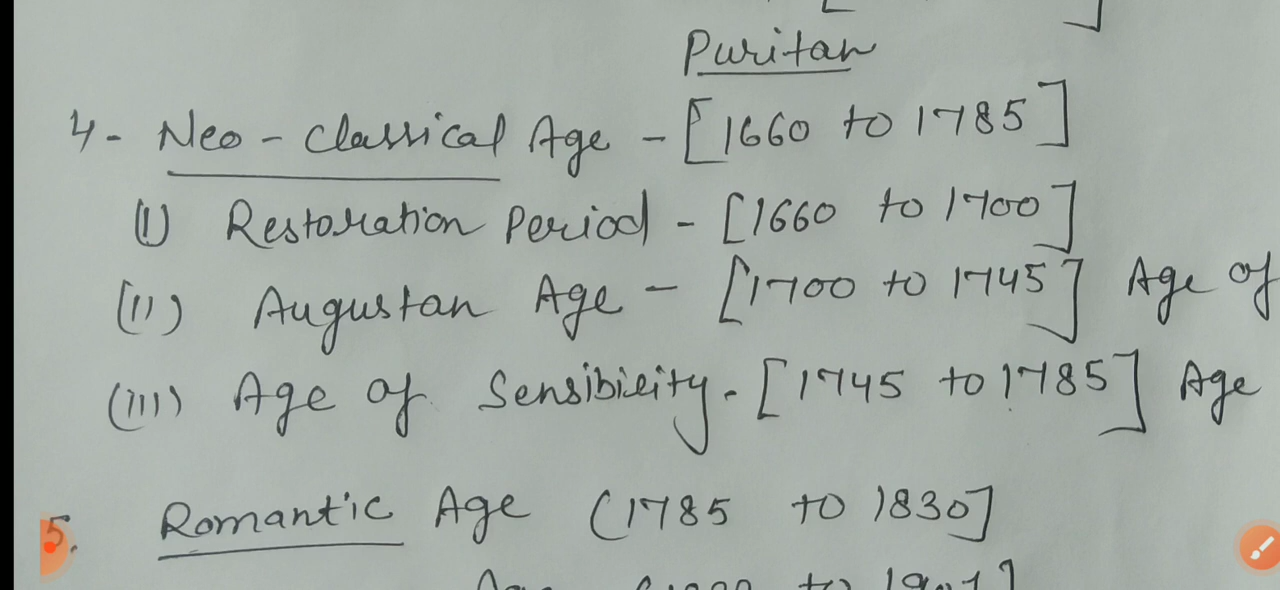 Puritan
4- Neo-Classical Age - [1660 to 1785]
(I) Restoration Period - [1660 to 1700]
(II) Augustan Age - [1700 to 1745] Age of
(III) Age of Sensibility - [1745 to 1785] Age
5. Romantic Age (1785 to 1830]